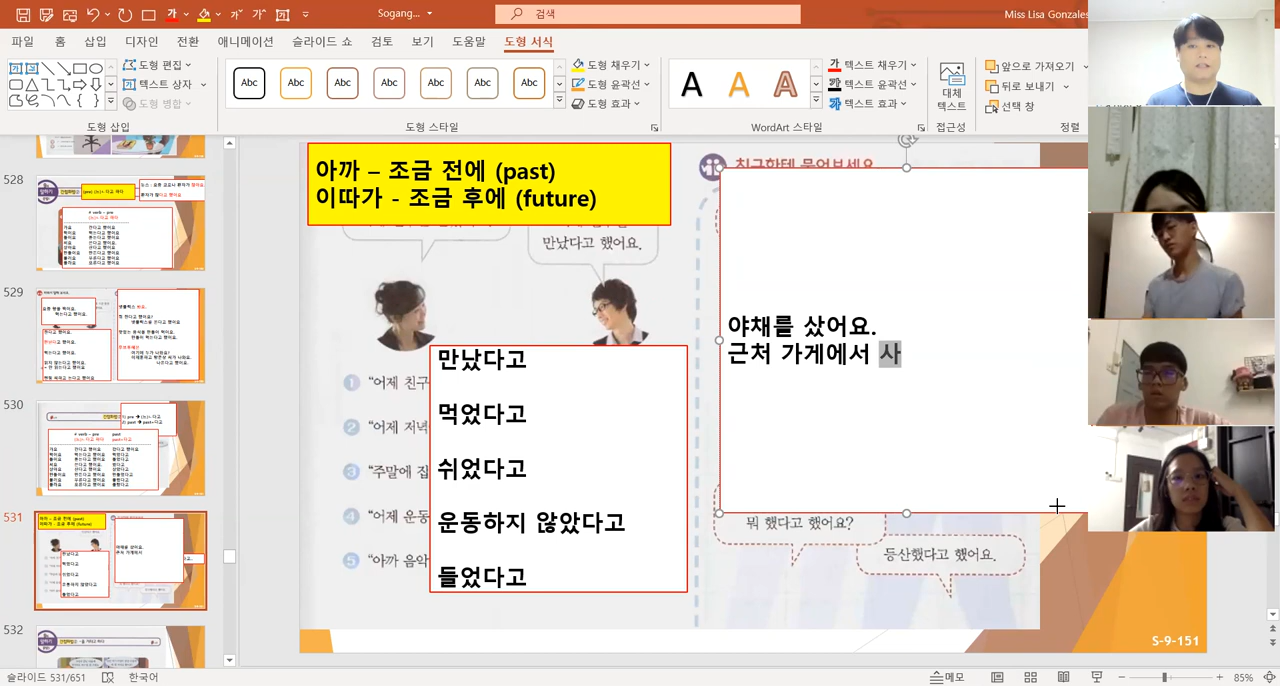 Sogang...
검색
Miss Lisa Gonzales
파일 홈 삽입 디자인 전환 애니메이션 슬라이드 쇼 검토 보기 도움말 도형 서식
도형 편집
텍스트 상자
도형 병합
도형 삽입
Abc Abc Abc Abc Abc Abc Abc
도형 채우기
도형 윤곽선
도형 효과
도형 스타일
A A A
텍스트 채우기
텍스트 윤곽선
텍스트 효과
WordArt 스타일
대체
텍스트
접근성
앞으로 가져오기
뒤로 보내기
선택 창
정렬
528
529
530
531
532
아까 – 조금 전에 (past)
이따가 - 조금 후에 (future)
만났다고 했어요.
1 "어제 친구
2 "어제 저녁
3 "주말에 집
4 "어제 운동
5 "아까 음악
만났다고
먹었다고
쉬었다고
운동하지 않았다고
들었다고
친구한테 물어보세요
야채를 샀어요.
근처 가게에서 사
뭐 했다고 했어요?
등산했다고 했어요.
S-9-151
슬라이드 531/651
한국어
메모
85%